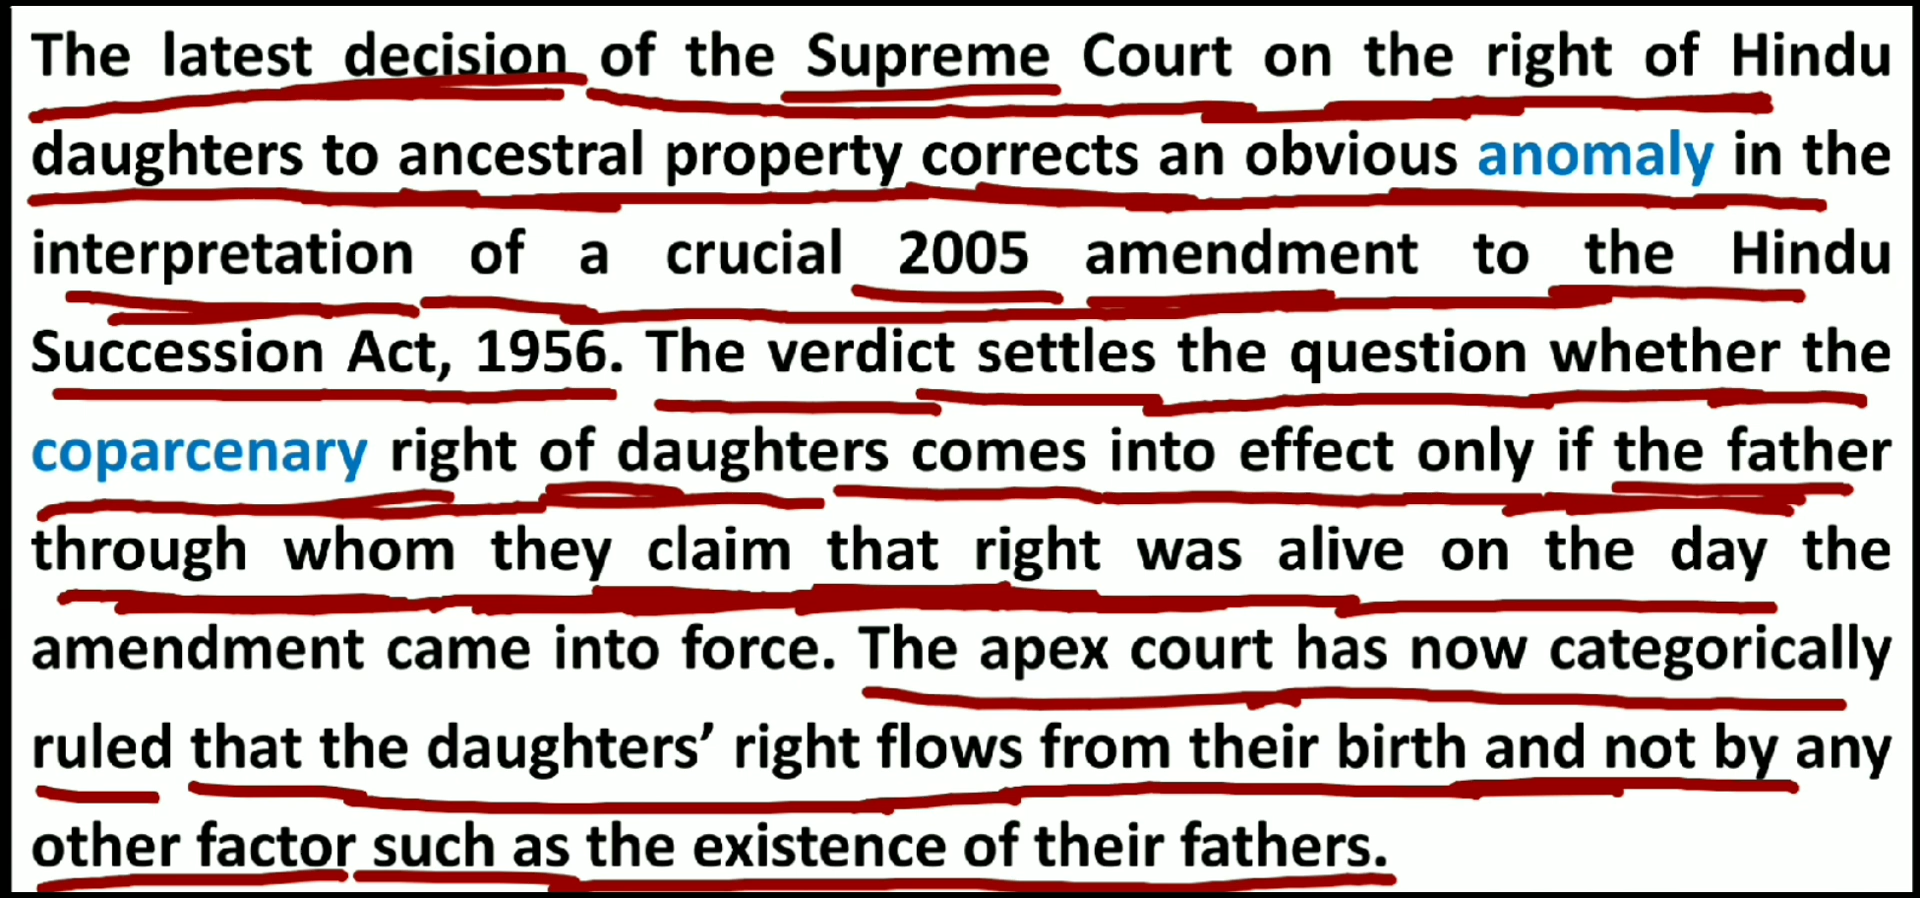 The latest decision of the Supreme Court on the right of Hindu
daughters to ancestral property corrects an obvious anomaly in the
interpretation of a crucial 2005 amendment to the Hindu
Succession Act, 1956. The verdict settles the question whether the
coparcenary right of daughters comes into effect only if the father
through whom they claim that right was alive on the day the
amendment came into force. The apex court has now categorically
ruled that the daughters’ right flows from their birth and not by any
other factor such as the existence of their fathers.